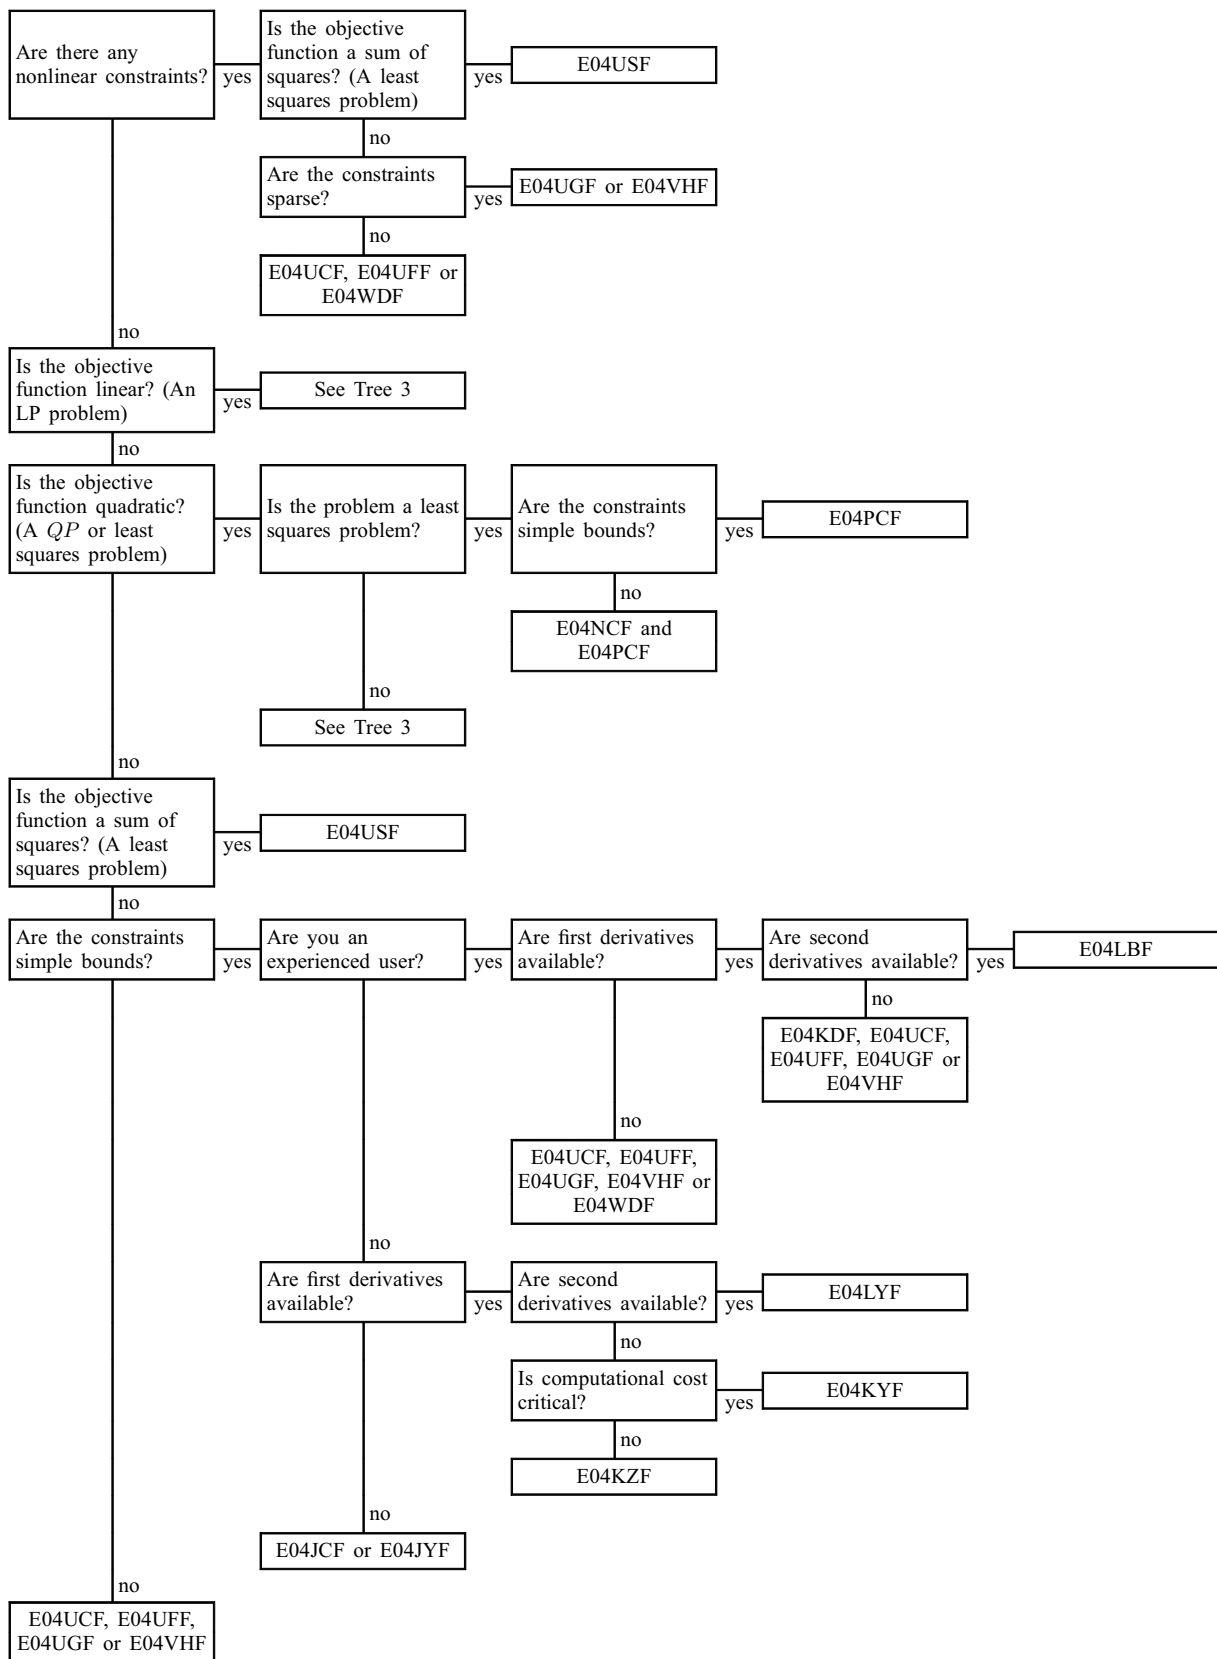 Are there any
nonlinear constraints?
yes
Is the objective
function a sum of
squares? (A least
squares problem)
yes
E04USF
no
Are the constraints
sparse?
yes
E04UGF or E04VHF
no
E04UCF, E04UFF or
E04WDF
no
Is the objective
function linear? (An
LP problem)
yes
See Tree 3
no
Is the objective
function quadratic?
(A QP or least
squares problem)
yes
Is the problem a least
squares problem?
yes
Are the constraints
simple bounds?
yes
E04PCF
no
E04NCF and
E04PCF
no
See Tree 3
no
Is the objective
function a sum of
squares? (A least
squares problem)
yes
E04USF
no
Are the constraints
simple bounds?
yes
Are you an
experienced user?
yes
Are first derivatives
available?
yes
Are second
derivatives available?
yes
E04LBF
no
E04KDF, E04UCF,
E04UFF, E04UGF or
E04VHF
no
E04UCF, E04UFF,
E04UGF, E04VHF or
E04WDF
no
Are first derivatives
available?
yes
Are second
derivatives available?
yes
E04LYF
no
Is computational cost
critical?
yes
E04KYF
no
E04KZF
no
E04JCF or E04JYF
no
E04UCF, E04UFF,
E04UGF or E04VHF